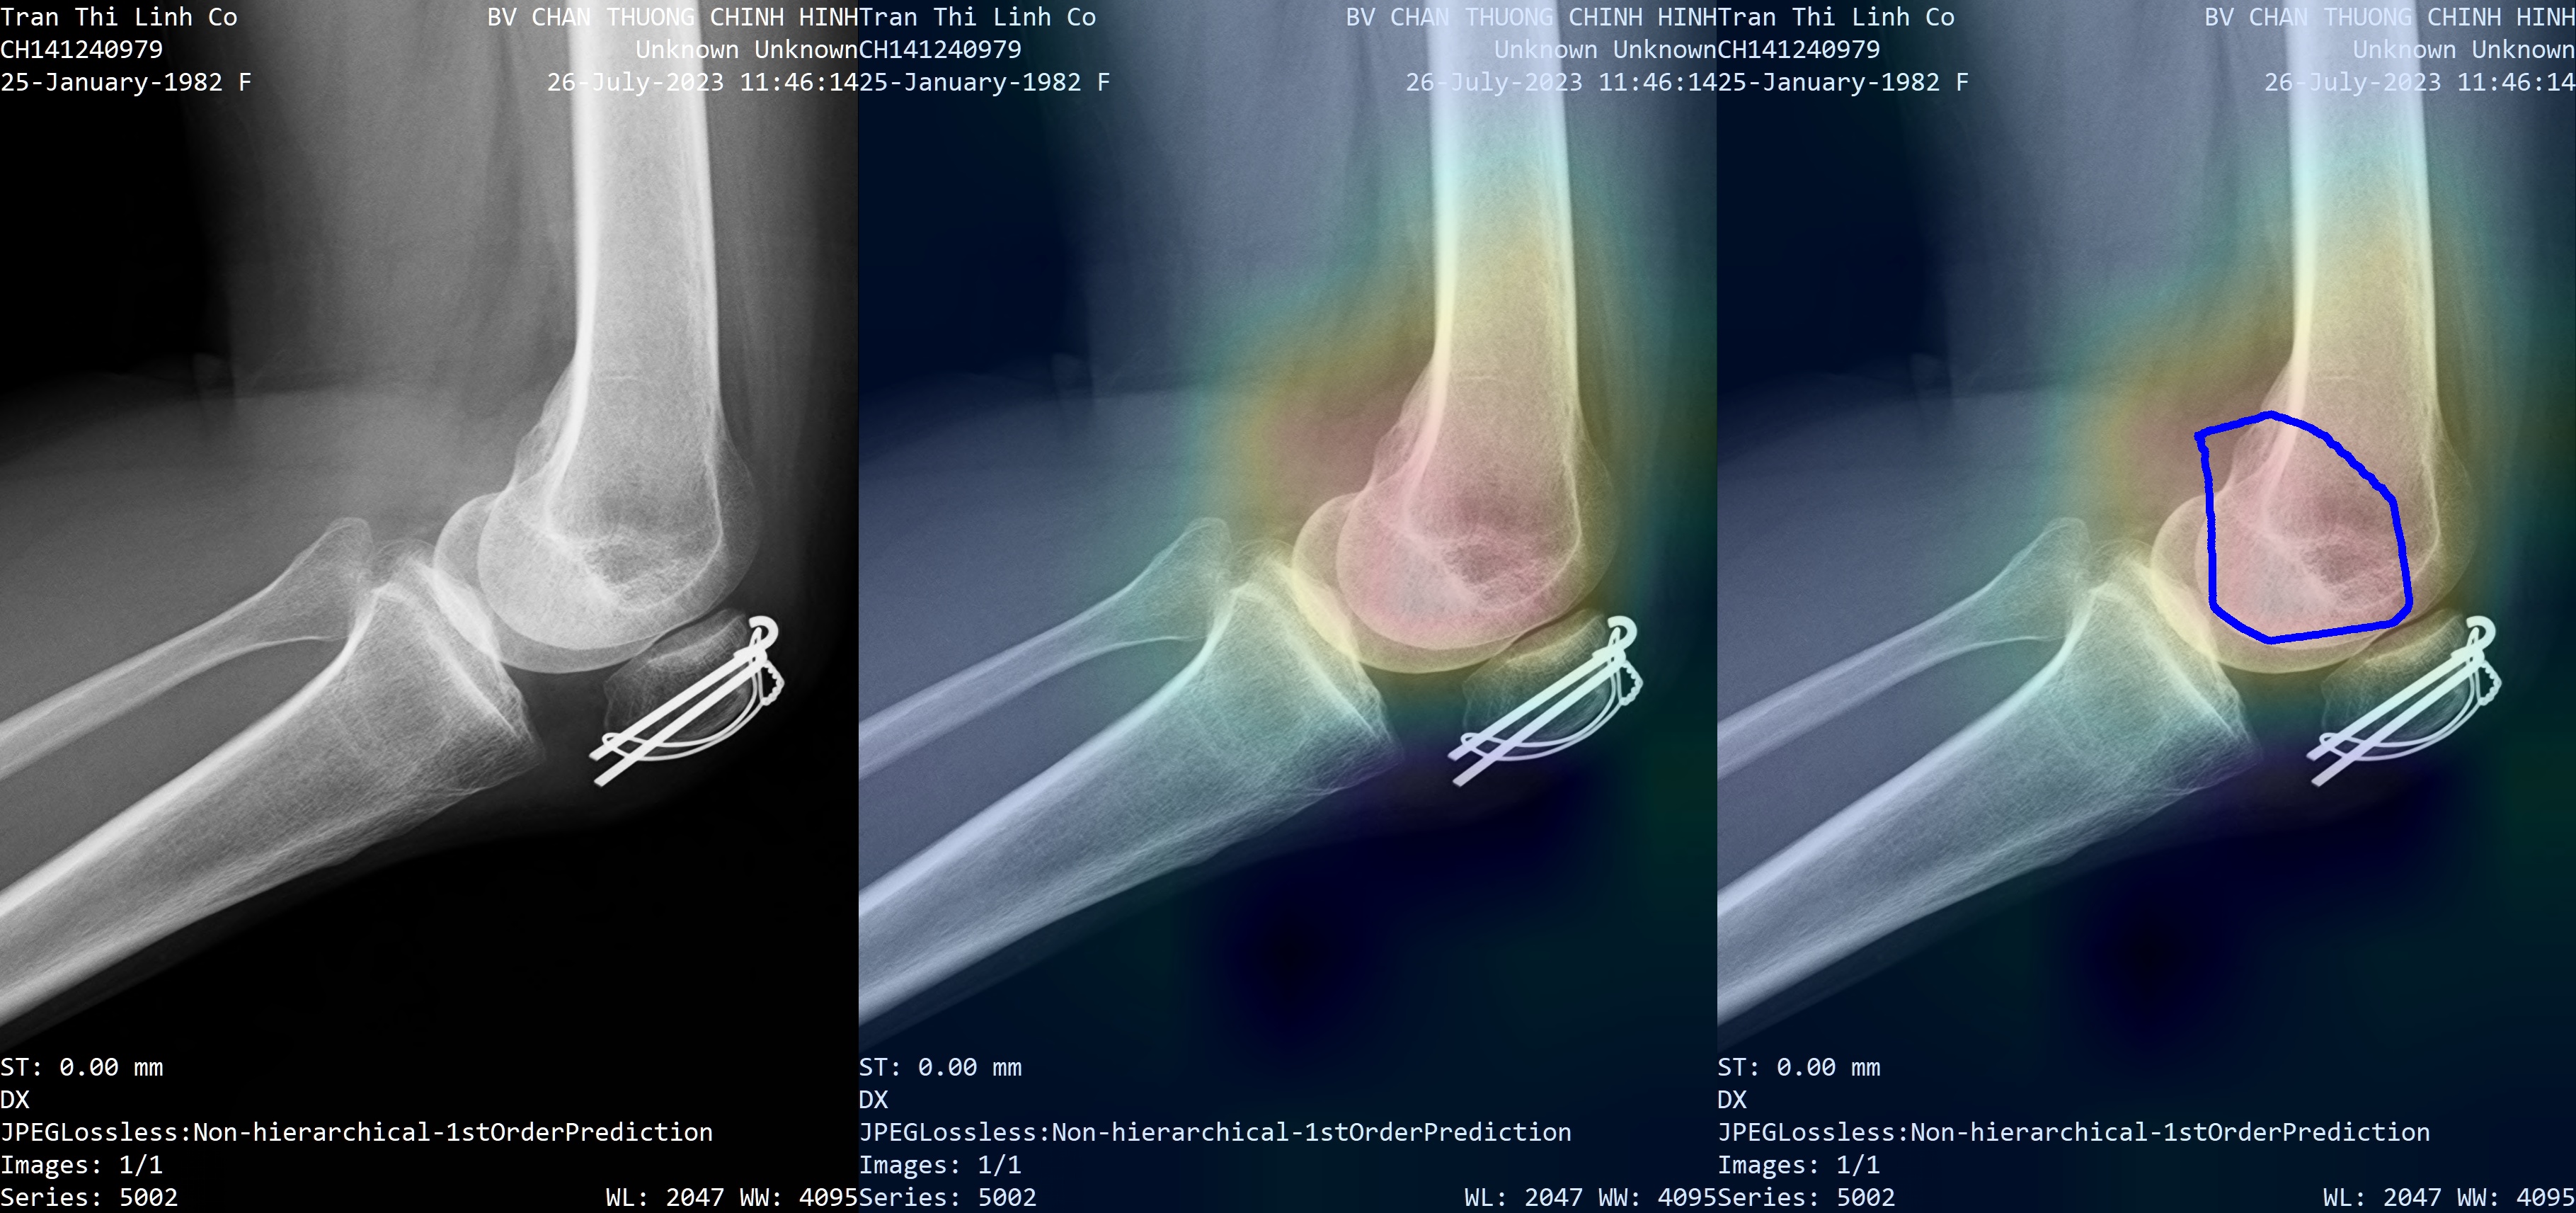 Tran Thi Linh Co
CH141240979
25-January-1982 F
BV CHAN THUONG CHINH HINH
Unknown Unknown
26-July-2023 11:46:14
ST: 0.00 mm
DX
JPEGLossless:Non-hierarchical-1stOrderPrediction
Images: 1/1
Series: 5002
WL: 2047 WW: 4095
Tran Thi Linh Co
CH141240979
25-January-1982 F
BV CHAN THUONG CHINH HINH
Unknown Unknown
26-July-2023 11:46:14
ST: 0.00 mm
DX
JPEGLossless:Non-hierarchical-1stOrderPrediction
Images: 1/1
Series: 5002
WL: 2047 WW: 4095
Tran Thi Linh Co
CH141240979
25-January-1982 F
BV CHAN THUONG CHINH HINH
Unknown Unknown
26-July-2023 11:46:14
ST: 0.00 mm
DX
JPEGLossless:Non-hierarchical-1stOrderPrediction
Images: 1/1
Series: 5002
WL: 2047 WW: 4095